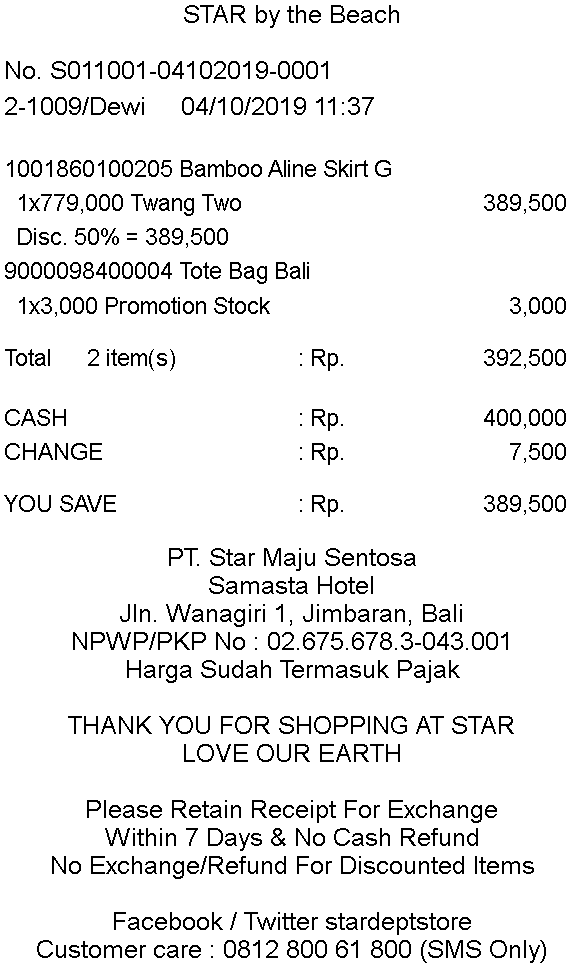 STAR by the Beach
No. S011001-04102019-0001
2-1009/Dewi 04/10/2019 11:37
1001860100205 Bamboo Aline Skirt G
1x779,000 Twang Two 389,500
Disc. 50% = 389,500
9000098400004 Tote Bag Bali
1x3,000 Promotion Stock 3,000
Total 2 item(s) : Rp. 392,500
CASH : Rp. 400,000
CHANGE : Rp. 7,500
YOU SAVE : Rp. 389,500
PT. Star Maju Sentosa
Samasta Hotel
Jln. Wanagiri 1, Jimbaran, Bali
NPWP/PKP No : 02.675.678.3-043.001
Harga Sudah Termasuk Pajak
THANK YOU FOR SHOPPING AT STAR
LOVE OUR EARTH
Please Retain Receipt For Exchange
Within 7 Days & No Cash Refund
No Exchange/Refund For Discounted Items
Facebook / Twitter stardeptstore
Customer care : 0812 800 61 800 (SMS Only)